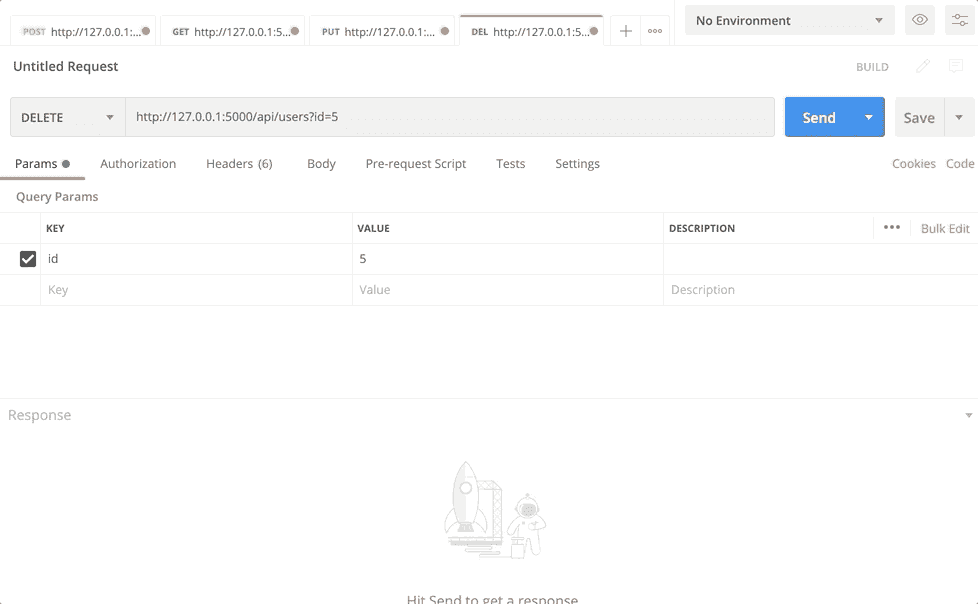 POST http://127.0.0.1:... GET http://127.0.0.1:5... PUT http://127.0.0.1:... DEL http://127.0.0.1:5... No Environment
Untitled Request BUILD
DELETE http://127.0.0.1:5000/api/users?id=5 Send Save
Params Authorization Headers (6) Body Pre-request Script Tests Settings Cookies Code
Query Params
KEY VALUE DESCRIPTION ••• Bulk Edit
id 5
Key Value Description
Response
Hit Send to get a response